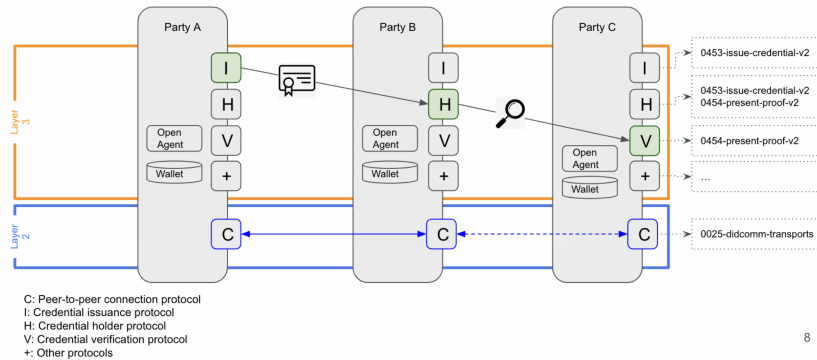 Party A
Party B
Party C
Layer
3
I
H
V
+
Open
Agent
Wallet
I
H
V
+
Open
Agent
Wallet
I
H
V
+
Open
Agent
Wallet
0453-issue-credential-v2
0453-issue-credential-v2
0454-present-proof-v2
0454-present-proof-v2
...
Layer
2
C
C
C
0025-didcomm-transports
C: Peer-to-peer connection protocol
I: Credential issuance protocol
H: Credential holder protocol
V: Credential verification protocol
+: Other protocols
8